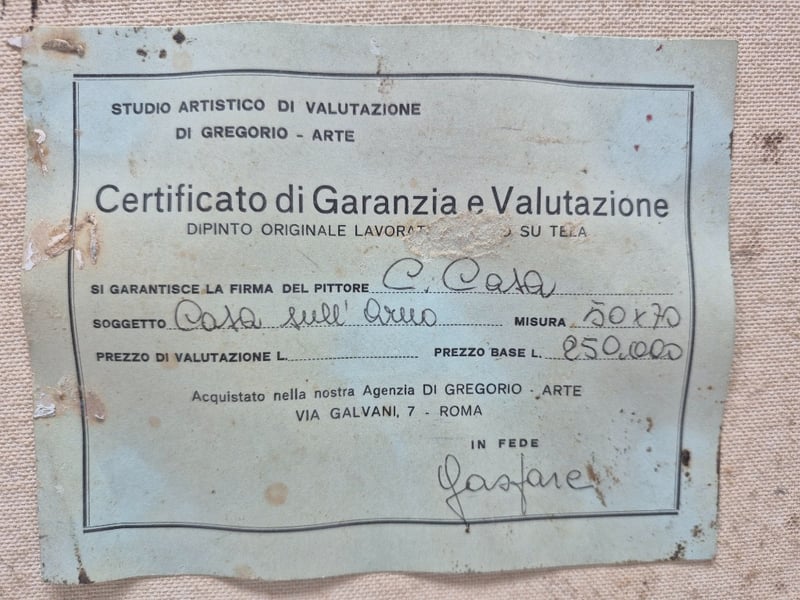 STUDIO ARTISTICO DI VALUTAZIONE
DI GREGORIO - ARTE
Certificato di Garanzia e Valutazione
DIPINTO ORIGINALE SU TELA
SI GARANTISCE LA FIRMA DEL PITTORE C. Casa
SOGGETTO Casa sull'Arno MISURA 50x70
PREZZO DI VALUTAZIONE L. PREZZO BASE L. 250.000
Acquistato nella nostra Agenzia DI GREGORIO - ARTE
VIA GALVANI, 7 - ROMA
IN FEDE
Gasfare